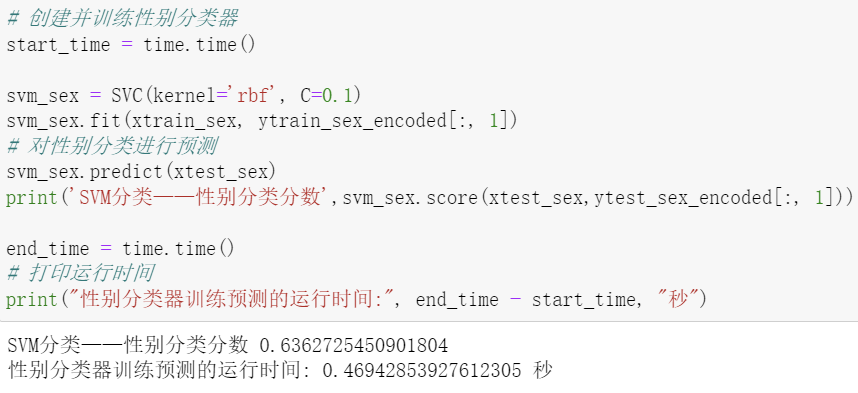 # 创建并训练性别分类器
start_time = time.time()
svm_sex = SVC(kernel='rbf', C=0.1)
svm_sex.fit(xtrain_sex, ytrain_sex_encoded[:, 1])
# 对性别分类进行预测
svm_sex.predict(xtest_sex)
print('SVM分类——性别分类分数',svm_sex.score(xtest_sex,ytest_sex_encoded[:, 1]))
end_time = time.time()
# 打印运行时间
print("性别分类器训练预测的运行时间:", end_time - start_time, "秒")
SVM分类——性别分类分数 0.6362725450901804
性别分类器训练预测的运行时间: 0.46942853927612305 秒